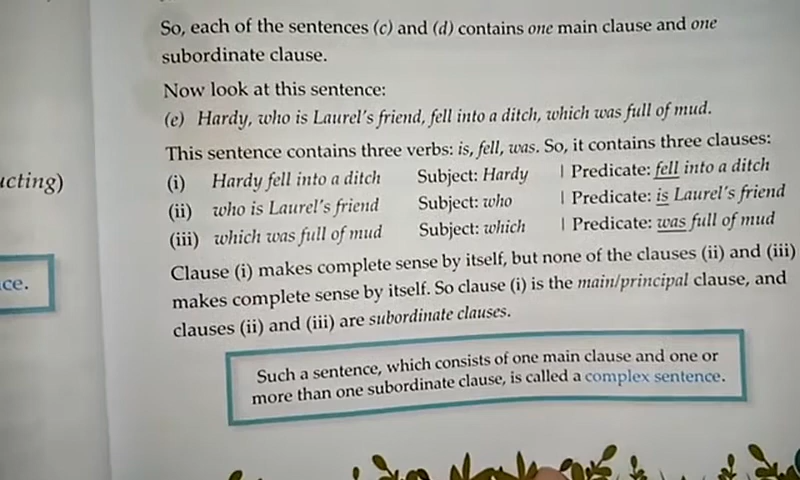 So, each of the sentences (c) and (d) contains one main clause and one
subordinate clause.
Now look at this sentence:
(e) Hardy, who is Laurel's friend, fell into a ditch, which was full of mud.
This sentence contains three verbs: is, fell, was. So, it contains three clauses:
(i) Hardy fell into a ditch Subject: Hardy | Predicate: fell into a ditch
(ii) who is Laurel's friend Subject: who | Predicate: is Laurel's friend
(iii) which was full of mud Subject: which | Predicate: was full of mud
Clause (i) makes complete sense by itself, but none of the clauses (ii) and (iii)
makes complete sense by itself. So clause (i) is the main/principal clause, and
clauses (ii) and (iii) are subordinate clauses.
Such a sentence, which consists of one main clause and one or
more than one subordinate clause, is called a complex sentence.